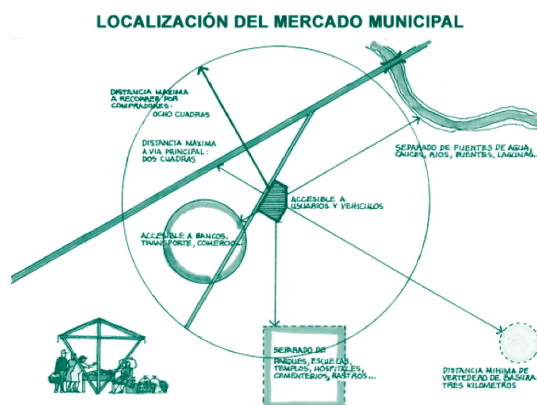 LOCALIZACIÓN DEL MERCADO MUNICIPAL
DISTANCIA MÁXIMA
A RECORRER POR
COMPRADORES:
OCHO CUADRAS
DISTANCIA MÁXIMA
A VIA PRINCIPAL:
DOS CUADRAS
SEPARADO DE FUENTES DE AGUA,
CAUCES, RIOS, PUENTES, LAGUNAS...
ACCESIBLE A
USUARIOS Y VEHICULOS
ACCESIBLE A BANCOS,
TRANSPORTE, COMERCIO...
SEPARADO DE
PARQUES, ESCUELAS,
TEMPLOS, HOSPITALES,
CEMENTERIOS, RASTROS...
DISTANCIA MINIMA DE
VERTEDERO DE BASURA:
TRES KILOMETROS